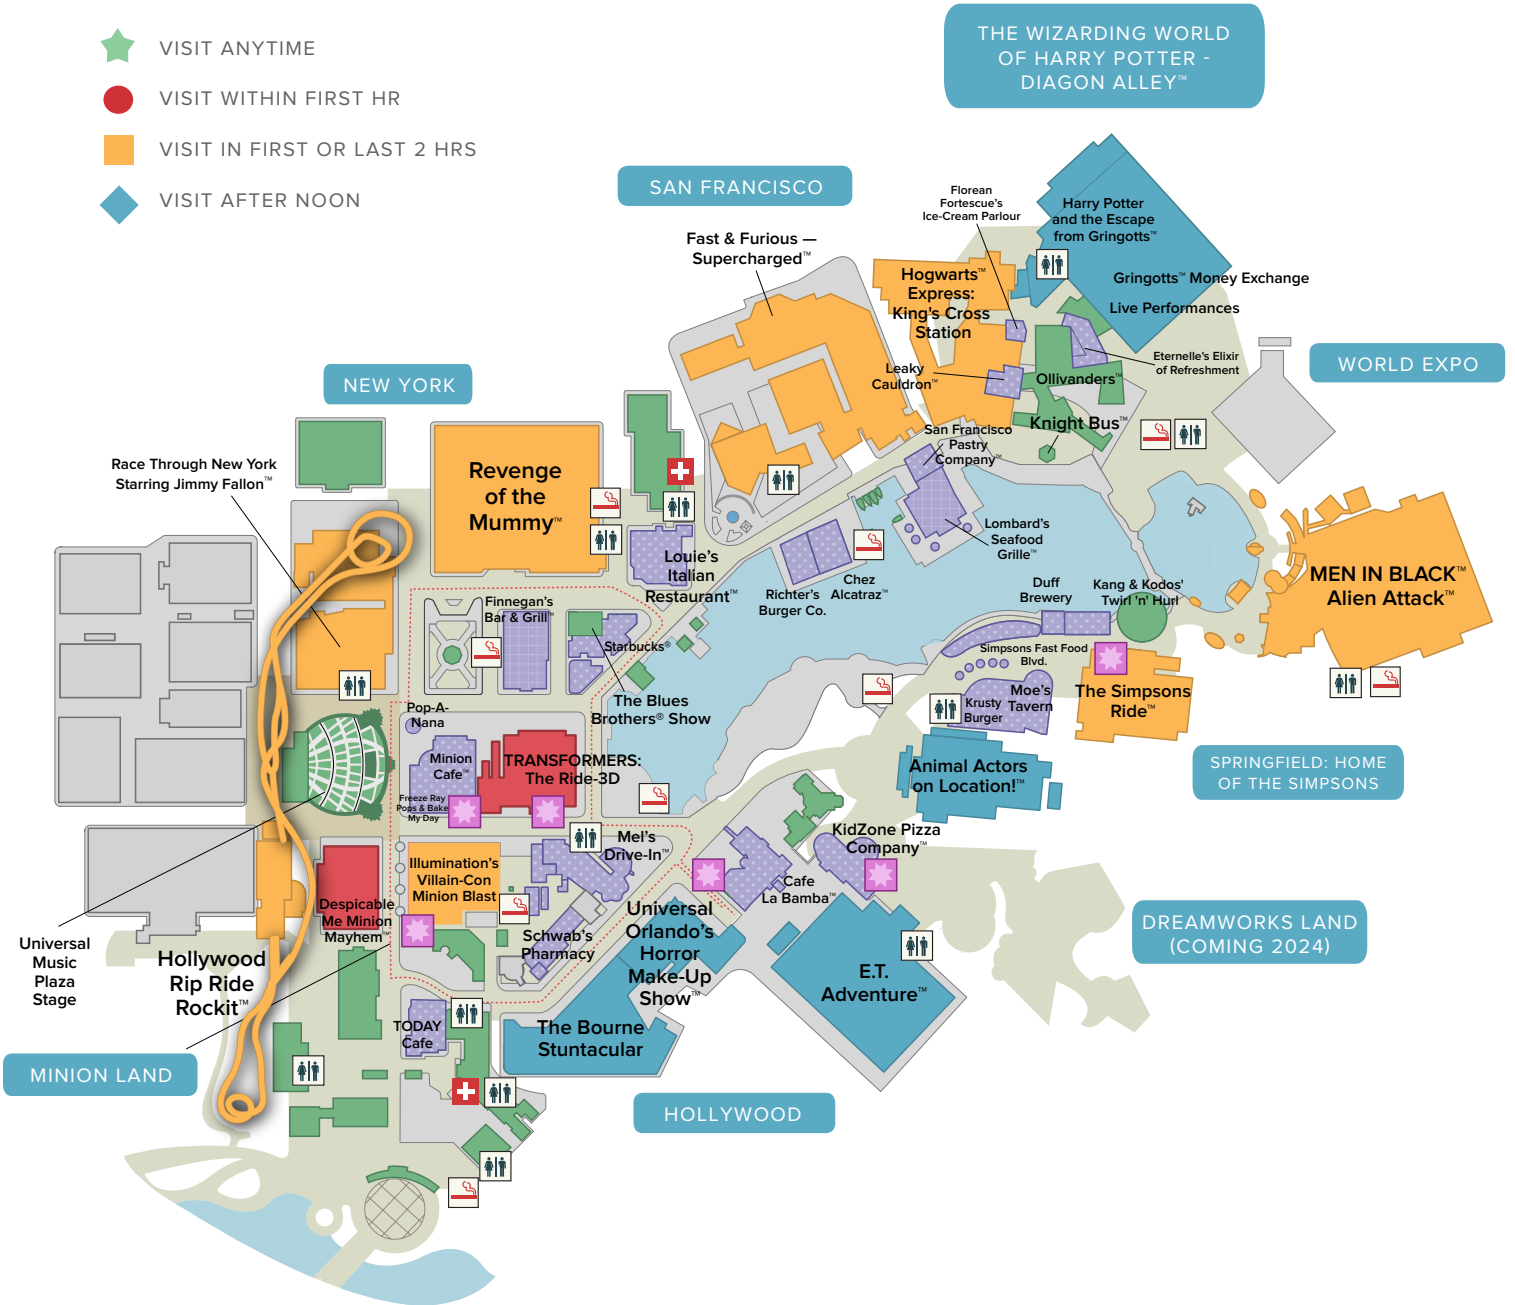 VISIT ANYTIME
VISIT WITHIN FIRST HR
VISIT IN FIRST OR LAST 2 HRS
VISIT AFTER NOON
THE WIZARDING WORLD
OF HARRY POTTER -
DIAGON ALLEY™
SAN FRANCISCO
Florean
Fortescue's
Ice-Cream Parlour
Harry Potter
and the Escape
from Gringotts™
Fast & Furious —
Supercharged™
Hogwarts™
Express:
King's Cross
Station
Gringotts™ Money Exchange
Live Performances
Eternelle's Elixir
of Refreshment
WORLD EXPO
NEW YORK
Leaky
Cauldron™
Ollivanders™
Knight Bus™
San Francisco
Pastry
Company™
Race Through New York
Starring Jimmy Fallon™
Revenge
of the
Mummy™
Lombard's
Seafood
Grille™
Louie's
Italian
Restaurant™
Richter's
Burger Co.
Chez
Alcatraz™
Duff
Brewery
Kang & Kodos'
Twirl 'n' Hurl
MEN IN BLACK™
Alien Attack™
Finnegan's
Bar & Grill™
Starbucks®
Simpsons Fast Food
Blvd.
The Blues
Brothers® Show
Moe's
Tavern
Krusty
Burger
The Simpsons
Ride™
Pop-A-
Nana
Minion
Cafe™
TRANSFORMERS:
The Ride-3D
Freeze Ray
Pops & Bake
My Day
Animal Actors
on Location!™
SPRINGFIELD: HOME
OF THE SIMPSONS
Mel's
Drive-In™
KidZone Pizza
Company™
Illumination's
Villain-Con
Minion Blast
Cafe
La Bamba™
Despicable
Me Minion
Mayhem™
Universal
Orlando's
Horror
Make-Up
Show™
Schwab's
Pharmacy
DREAMWORKS LAND
(COMING 2024)
Universal
Music
Plaza
Stage
Hollywood
Rip Ride
Rockit™
E.T.
Adventure™
TODAY
Cafe
The Bourne
Stuntacular
MINION LAND
HOLLYWOOD